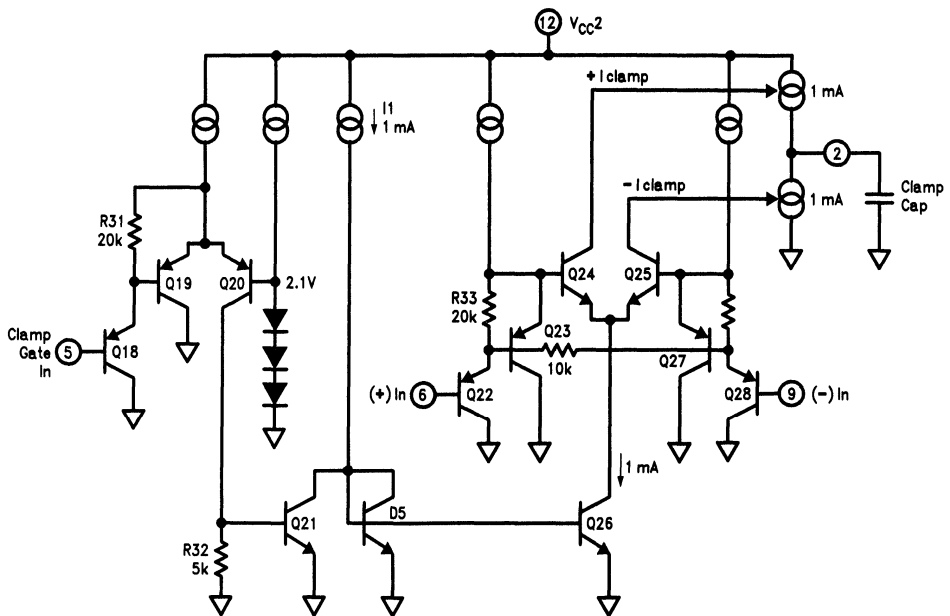 12 VCC2
+ I clamp
1 mA
I1
1 mA
2
Clamp
Cap
- I clamp
1 mA
R31
20k
Q19
Q20
2.1V
Q24
Q25
R33
20k
Clamp
Gate
In
5
Q18
Q23
10k
Q27
(+) In 6
Q22
Q28
9 (-) In
1 mA
Q21
D5
Q26
R32
5k